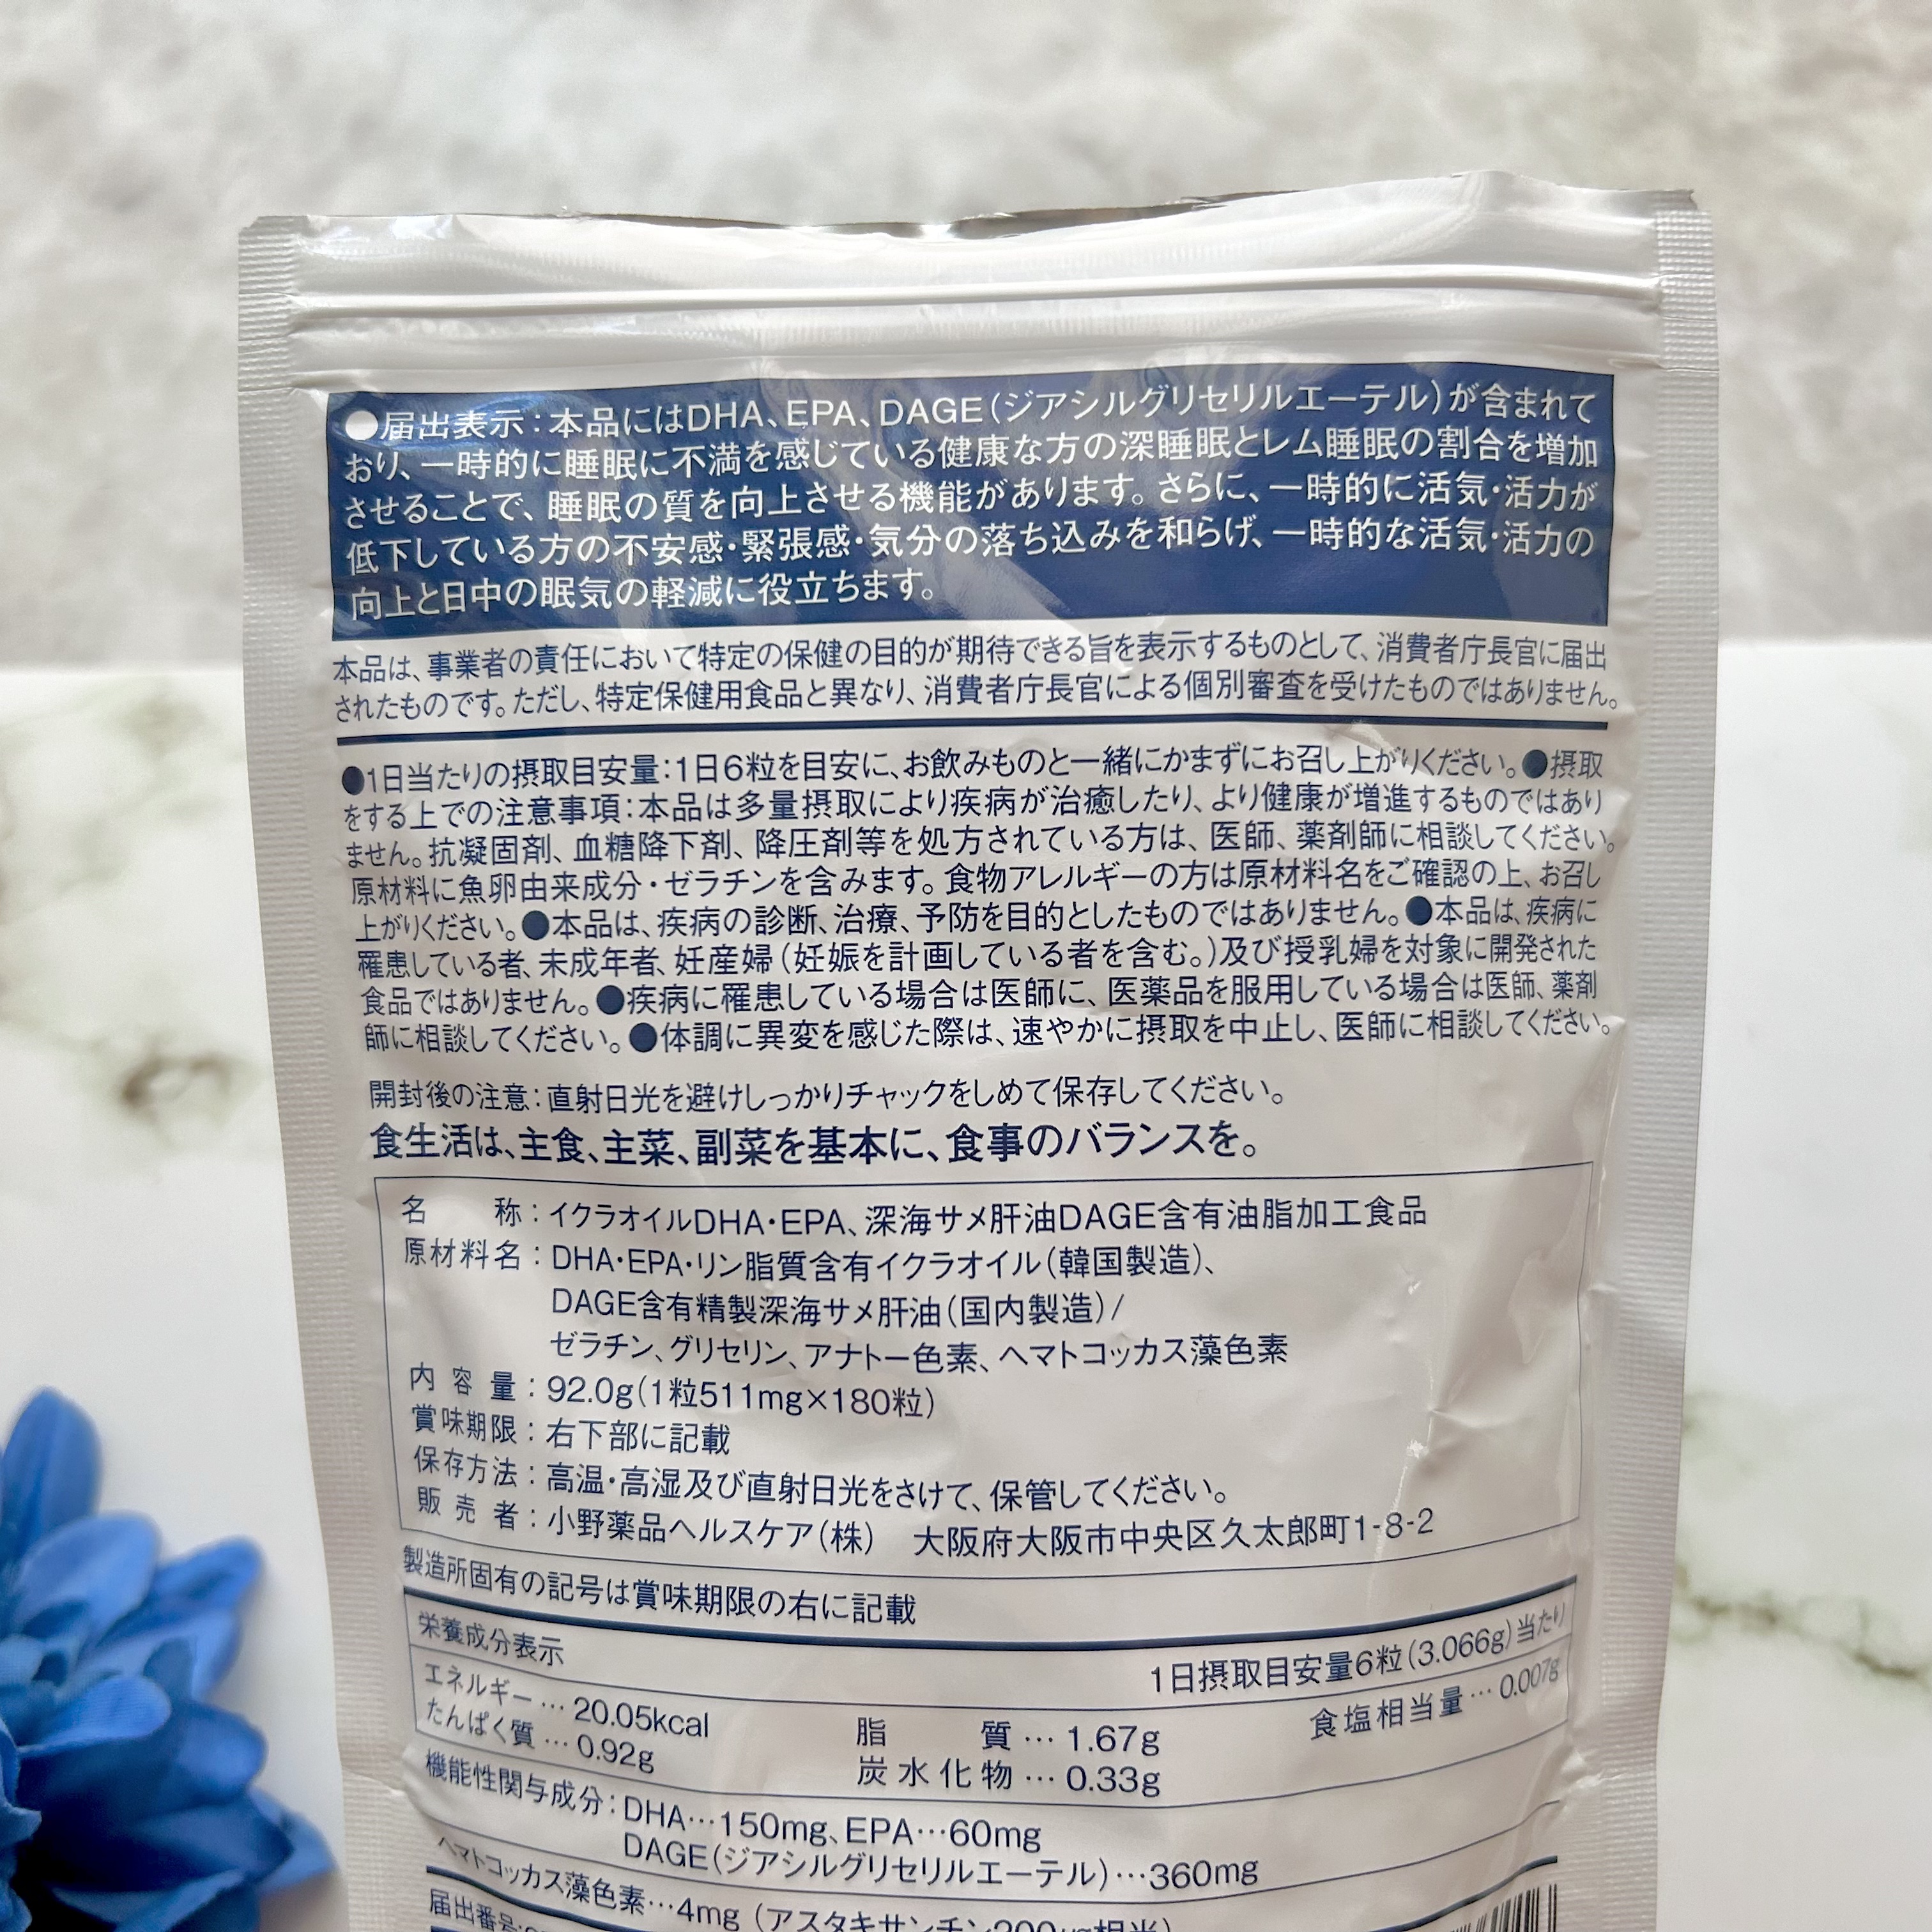 ●届出表示:本品にはDHA、EPA、DAGE(ジアシルグリセリルエーテル)が含まれて
おり、一時的に睡眠に不満を感じている健康な方の深睡眠とレム睡眠の割合を増加
させることで、睡眠の質を向上させる機能があります。さらに、一時的に活気・活力が
低下している方の不安感・緊張感・気分の落ち込みを和らげ、一時的な活気・活力の
向上と日中の眠気の軽減に役立ちます。
本品は、事業者の責任において特定の保健の目的が期待できる旨を表示するものとして、消費者庁長官に届出
されたものです。ただし、特定保健用食品と異なり、消費者庁長官による個別審査を受けたものではありません。
●1日当たりの摂取目安量:1日6粒を目安に、お飲みものと一緒にかまずにお召し上がりください。●摂取
をする上での注意事項:本品は多量摂取により疾病が治癒したり、より健康が増進するものではあり
ません。抗凝固剤、血糖降下剤、降圧剤等を処方されている方は、医師、薬剤師に相談してください。
原材料に魚卵由来成分・ゼラチンを含みます。食物アレルギーの方は原材料名をご確認の上、お召し
上がりください。●本品は、疾病の診断、治療、予防を目的としたものではありません。●本品は、疾病に
罹患している者、未成年者、妊産婦(妊娠を計画している者を含む。)及び授乳婦を対象に開発された
食品ではありません。●疾病に罹患している場合は医師に、医薬品を服用している場合は医師、薬剤
師に相談してください。●体調に異変を感じた際は、速やかに摂取を中止し、医師に相談してください。
開封後の注意:直射日光を避けしっかりチャックをしめて保存してください。
食生活は、主食、主菜、副菜を基本に、食事のバランスを。
名 称:イクラオイルDHA・EPA、深海サメ肝油DAGE含有油脂加工食品
原材料名:DHA・EPA・リン脂質含有イクラオイル(韓国製造)、
DAGE含有精製深海サメ肝油(国内製造)/
ゼラチン、グリセリン、アナトー色素、ヘマトコッカス藻色素
内容量:92.0g(1粒511mg×180粒)
賞味期限:右下部に記載
保存方法:高温・高湿及び直射日光をさけて、保管してください。
販売者:小野薬品ヘルスケア(株) 大阪府大阪市中央区久太郎町1-8-2
製造所固有の記号は賞味期限の右に記載
栄養成分表示 1日摂取目安量6粒(3.066g)当たり
エネルギー…20.05kcal 脂 質…1.67g 食塩相当量…0.007g
たんぱく質…0.92g 炭水化物…0.33g
機能性関与成分:DHA…150mg、EPA…60mg
DAGE(ジアシルグリセリルエーテル)…360mg
ヘマトコッカス藻色素…4mg(アスタキサンチン200μg相当)
届出番号: